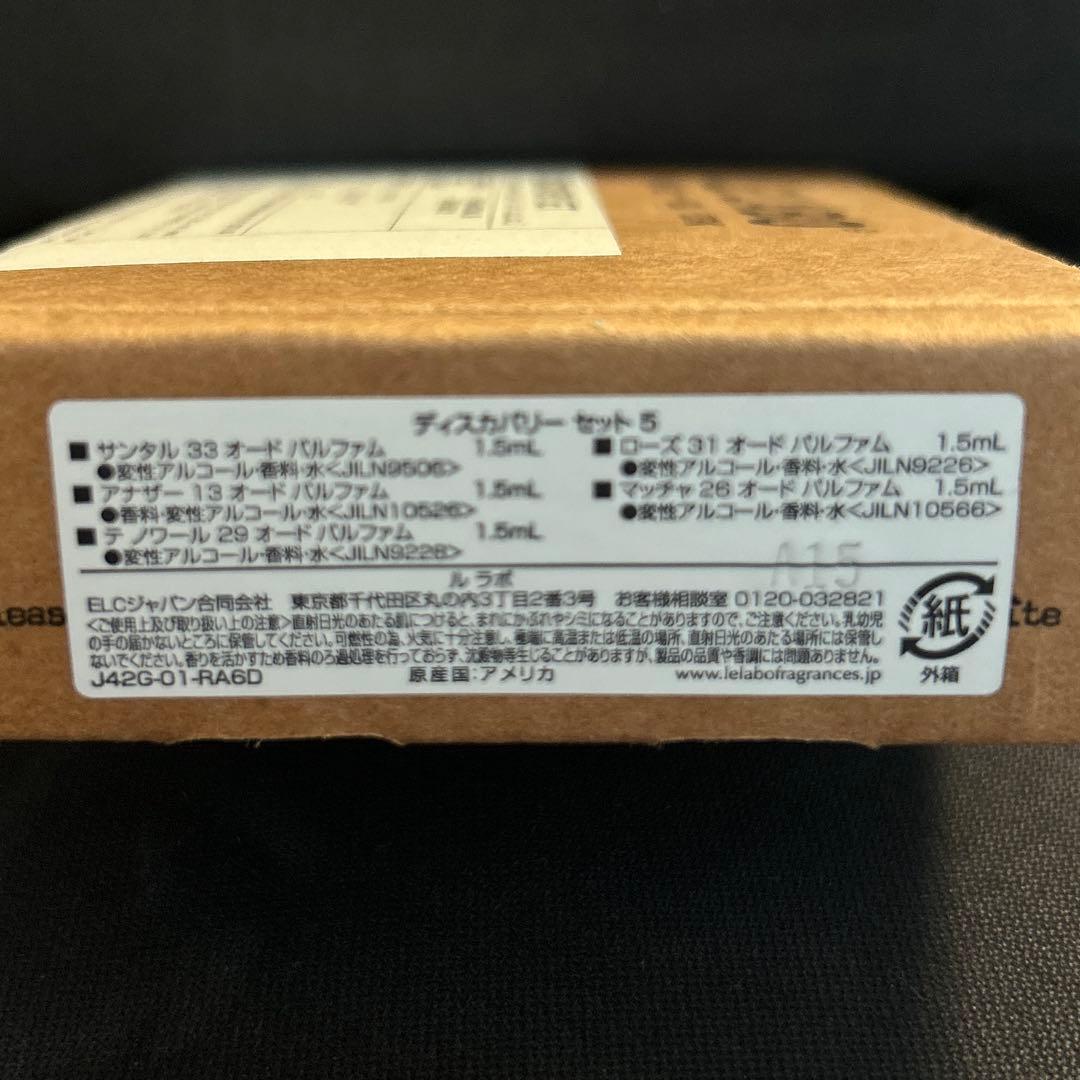 ディスカバリー セット 5
■ サンタル 33 オード パルファム 1.5mL
●変性アルコール・香料・水<JILN9506>
■ アナザー 13 オード パルファム 1.5mL
●香料・変性アルコール・水<JILN10526>
■ テ ノワール 29 オード パルファム 1.5mL
●変性アルコール・香料・水<JILN9228>
■ ローズ 31 オード パルファム 1.5mL
●変性アルコール・香料・水<JILN9226>
■ マッチャ 26 オード パルファム 1.5mL
●変性アルコール・香料・水<JILN10566>
A15
ル ラボ
ELCジャパン合同会社 東京都千代田区丸の内3丁目2番3号 お客様相談室 0120-032821
<ご使用上及び取り扱い上の注意>直射日光のあたる肌につけると、まれにかぶれやシミになることがありますので、ご注意ください。乳幼児
の手の届かないところに保管してください。可燃性の為、火気に十分注意し、極端に高温または低温の場所、直射日光のあたる場所には保管し
ないでください。香りを活かすため香料のろ過処理を行っておらず、沈殿物等生じることがありますが、製品の品質や香調には問題ありません。
J42G-01-RA6D 原産国：アメリカ www.lelabofragrances.jp
紙
外箱